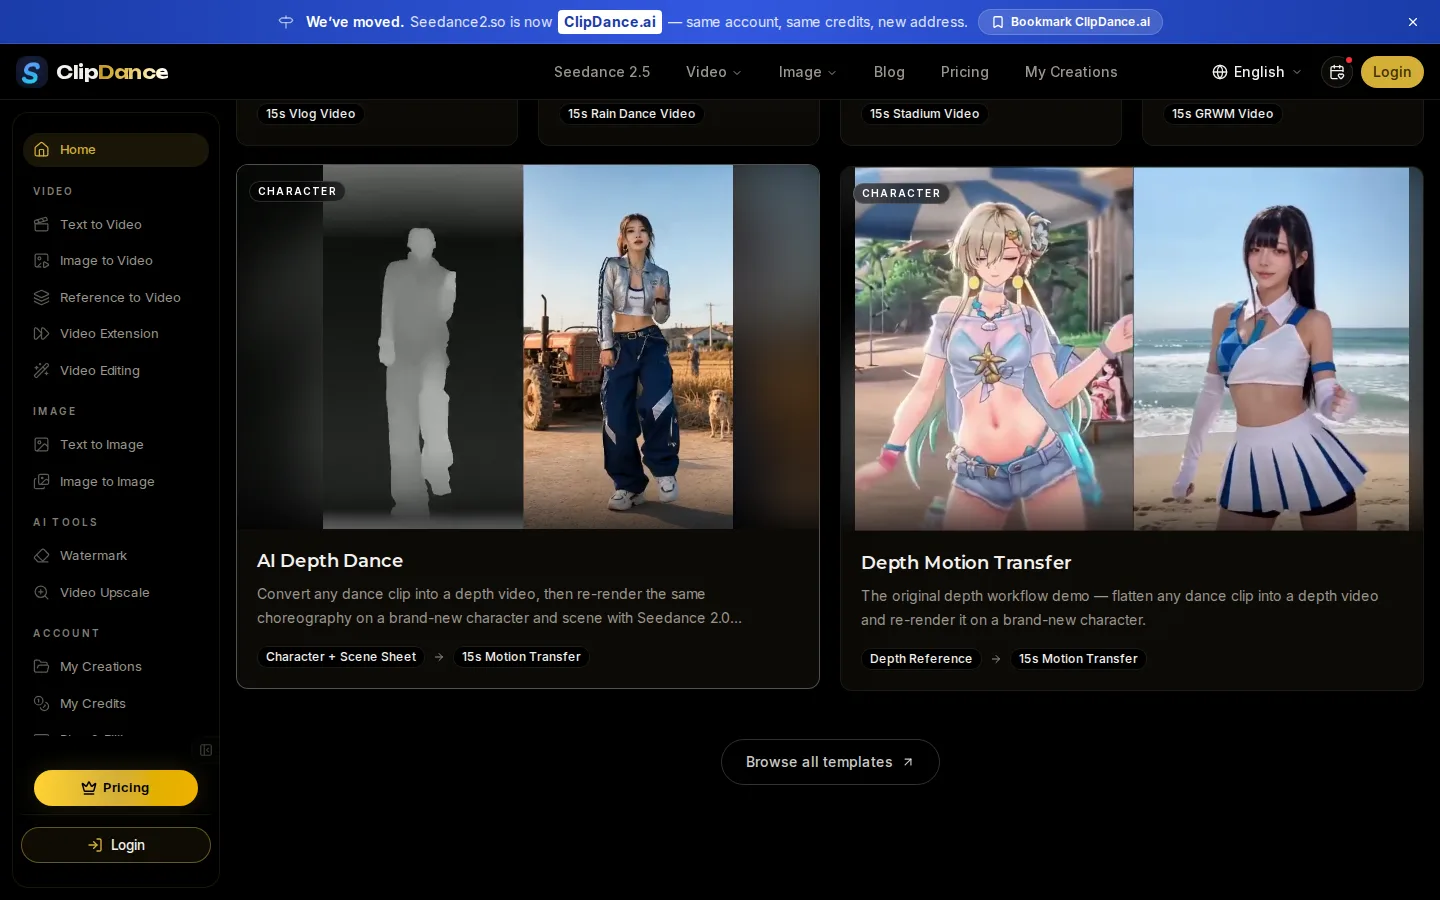 We've moved. Seedance2.so is now ClipDance.ai — same account, same credits, new address. Bookmark ClipDance.ai
ClipDance
Seedance 2.5 Video Image Blog Pricing My Creations English Login
Home
VIDEO
Text to Video
Image to Video
Reference to Video
Video Extension
Video Editing
IMAGE
Text to Image
Image to Image
AI TOOLS
Watermark
Video Upscale
ACCOUNT
My Creations
My Credits
Pricing
Login
15s Vlog Video
15s Rain Dance Video
15s Stadium Video
15s GRWM Video
CHARACTER
AI Depth Dance
Convert any dance clip into a depth video, then re-render the same
choreography on a brand-new character and scene with Seedance 2.0...
Character + Scene Sheet → 15s Motion Transfer
CHARACTER
Depth Motion Transfer
The original depth workflow demo — flatten any dance clip into a depth video
and re-render it on a brand-new character.
Depth Reference → 15s Motion Transfer
Browse all templates